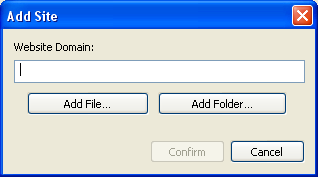 Add Site
Website Domain:
Add File... Add Folder...
Confirm Cancel